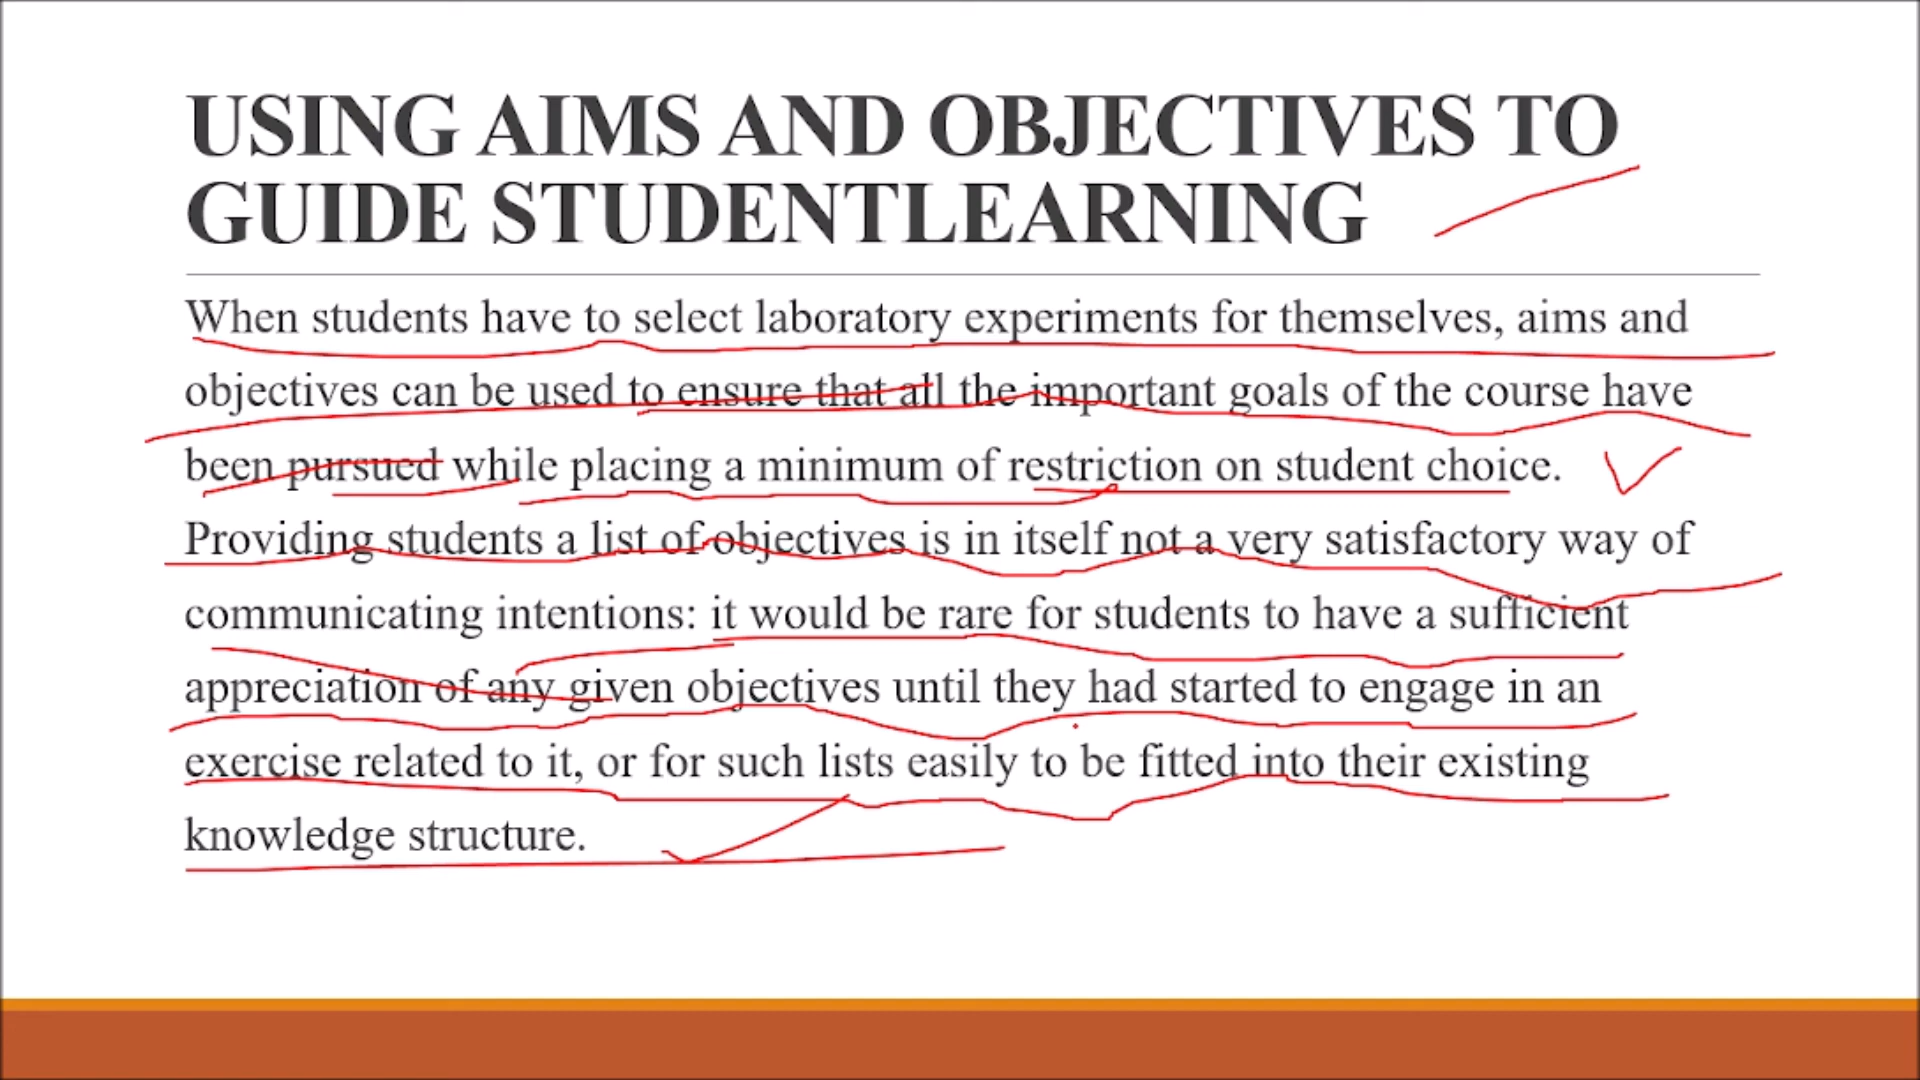 USING AIMS AND OBJECTIVES TO
GUIDE STUDENTLEARNING
When students have to select laboratory experiments for themselves, aims and
objectives can be used to ensure that all the important goals of the course have
been pursued while placing a minimum of restriction on student choice.
Providing students a list of objectives is in itself not a very satisfactory way of
communicating intentions: it would be rare for students to have a sufficient
appreciation of any given objectives until they had started to engage in an
exercise related to it, or for such lists easily to be fitted into their existing
knowledge structure.